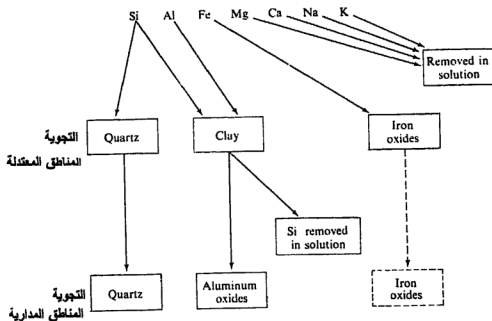 Si Al Fe Mg Ca Na K
Removed in
solution
التجوية
المناطق المعتدلة
Quartz
Clay
Iron
oxides
Si removed
in solution
التجوية
المناطق المدارية
Quartz
Aluminum
oxides
Iron
oxides